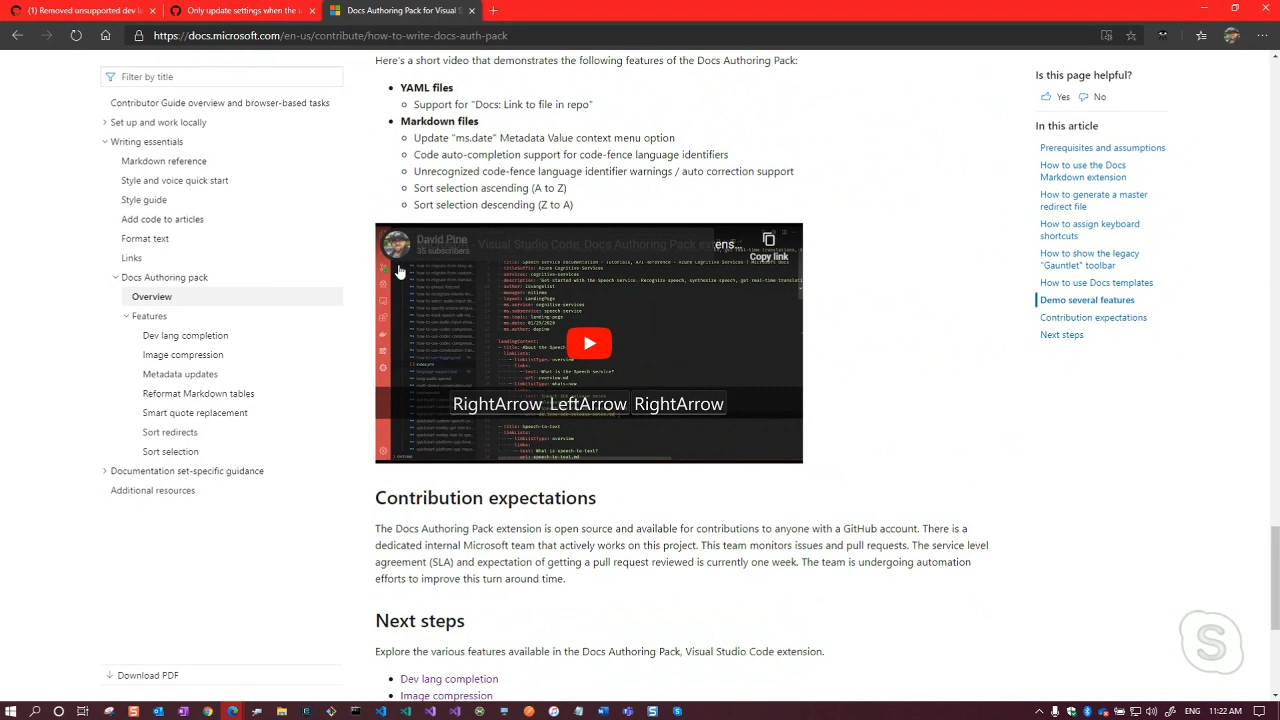 (1) Removed unsupported dev l
Only update settings when the u
Docs Authoring Pack for Visual S
https://docs.microsoft.com/en-us/contribute/how-to-write-docs-auth-pack
Filter by title
Contributor Guide overview and browser-based tasks
Set up and work locally
Writing essentials
Markdown reference
Style and voice quick start
Style guide
Add code to articles
Format text
Links
Docs Authoring pack
Overview
Features
Dev lang completion
Image compression
Metadata updates
Format Markdown tables
Smart quote replacement
Sort redirects
Sort selection
Documentation set-specific guidance
Additional resources
Download PDF
Here's a short video that demonstrates the following features of the Docs Authoring Pack:
YAML files
Support for "Docs: Link to file in repo"
Markdown files
Update "ms.date" Metadata Value context menu option
Code auto-completion support for code-fence language identifiers
Unrecognized code-fence language identifier warnings / auto correction support
Sort selection ascending (A to Z)
Sort selection descending (Z to A)
David Pine
35 subscribers
Visual Studio Code, Docs Authoring Pack ex
ens...
Copy link
RightArrow LeftArrow RightArrow
Contribution expectations
The Docs Authoring Pack extension is open source and available for contributions to anyone with a GitHub account. There is a
dedicated internal Microsoft team that actively works on this project. This team monitors issues and pull requests. The service level
agreement (SLA) and expectation of getting a pull request reviewed is currently one week. The team is undergoing automation
efforts to improve this turn around time.
Next steps
Explore the various features available in the Docs Authoring Pack, Visual Studio Code extension.
Dev lang completion
Image compression
Is this page helpful?
Yes No
In this article
Prerequisites and assumptions
How to use the Docs
Markdown extension
How to generate a master
redirect file
How to assign keyboard
shortcuts
How to show the legacy
"Gauntlet" toolbar
How to use Docs templates
Demo several features
Contribution expectations
Next steps
ENG 11:22 AM